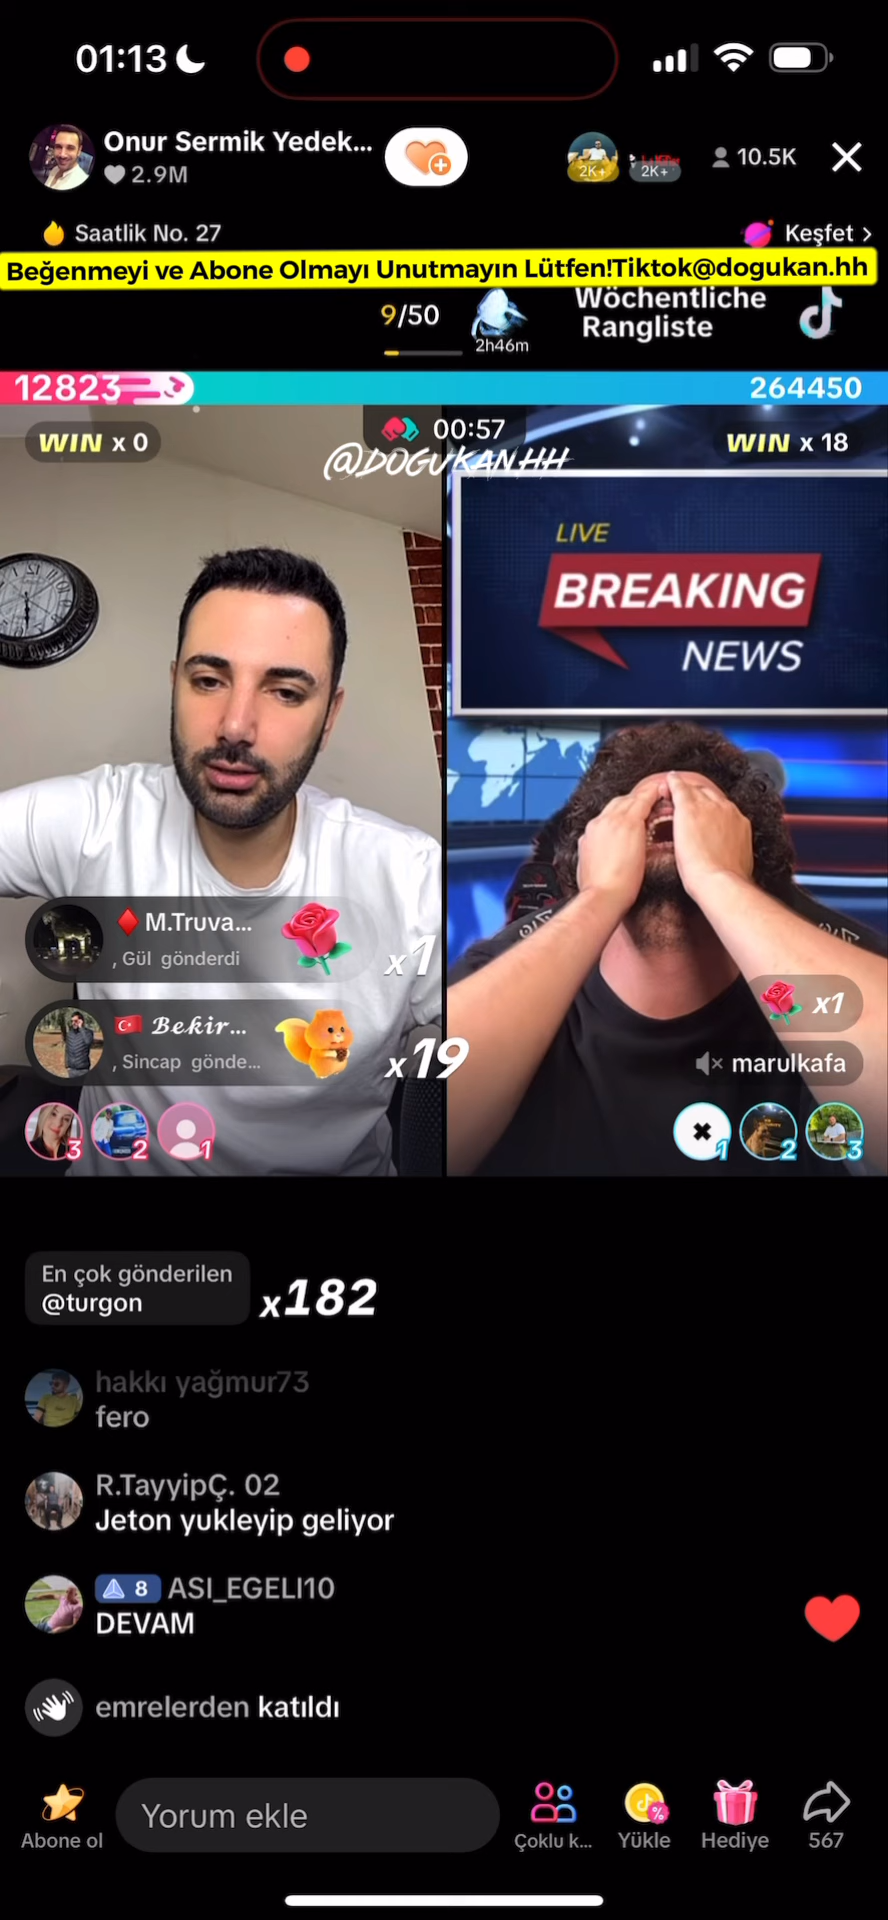 01:13
Onur Sermik Yedek...
2.9M
2K+
2K+
10.5K
Saatlik No. 27
Keşfet >
Beğenmeyi ve Abone Olmayı Unutmayın Lütfen!Tiktok@dogukan.hh
9/50
2h46m
Wöchentliche
Rangliste
12823
264450
WIN x 0
00:57
WIN x 18
@DOGUKAN.HH
LIVE
BREAKING
NEWS
M.Truva...
, Gül gönderdi
x1
x1
Bekir...
, Sincap gönde...
x19
marulkafa
3
2
1
1
2
3
En çok gönderilen
@turgon
x182
hakkı yağmur73
fero
R.TayyipÇ. 02
Jeton yukleyip geliyor
8 ASI_EGELI10
DEVAM
emrelerden katıldı
Yorum ekle
Abone ol
Çoklu k...
Yükle
Hediye
567